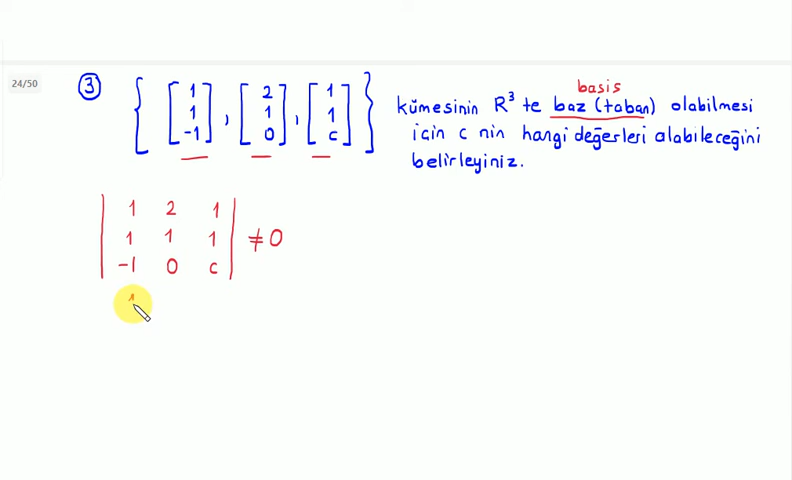 24/50
basis
③ { [1 1 -1], [2 1 0], [1 1 c] } kümesinin R³ te baz (taban) olabilmesi
için c nin hangi değerleri alabileceğini
belirleyiniz.
| 1 2 1 |
| 1 1 1 | ≠ 0
| -1 0 c |
1